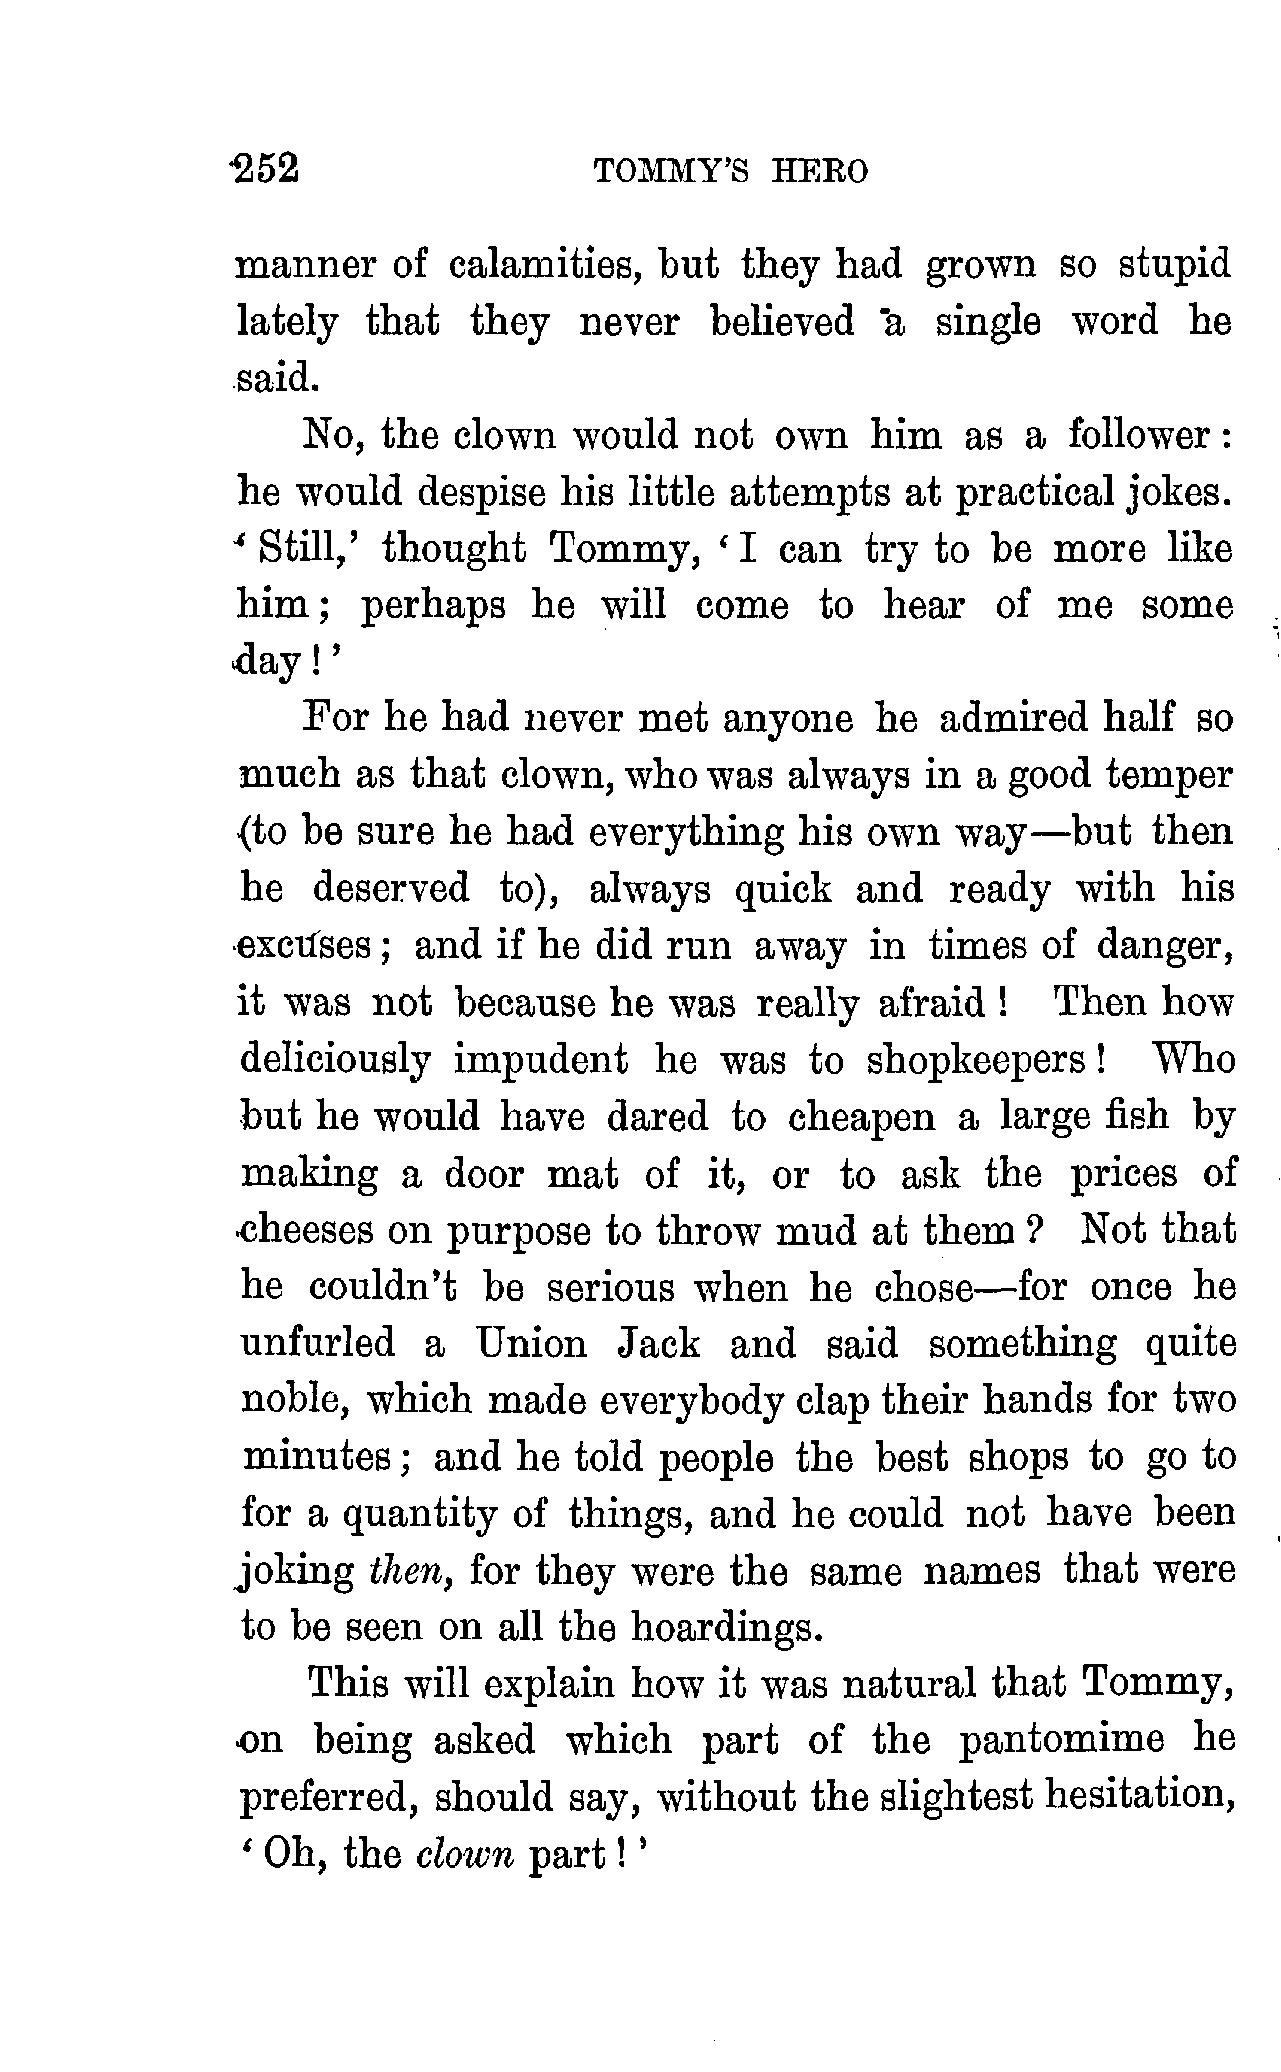 252 TOMMY'S HERO
manner of calamities, but they had grown so stupid
lately that they never believed a single word he
said.
No, the clown would not own him as a follower :
he would despise his little attempts at practical jokes.
‘ Still,’ thought Tommy, ‘ I can try to be more like
him ; perhaps he will come to hear of me some
day ! ’
For he had never met anyone he admired half so
much as that clown, who was always in a good temper
(to be sure he had everything his own way—but then
he deserved to), always quick and ready with his
excuses ; and if he did run away in times of danger,
it was not because he was really afraid ! Then how
deliciously impudent he was to shopkeepers ! Who
but he would have dared to cheapen a large fish by
making a door mat of it, or to ask the prices of
cheeses on purpose to throw mud at them ? Not that
he couldn't be serious when he chose—for once he
unfurled a Union Jack and said something quite
noble, which made everybody clap their hands for two
minutes ; and he told people the best shops to go to
for a quantity of things, and he could not have been
joking then, for they were the same names that were
to be seen on all the hoardings.
This will explain how it was natural that Tommy,
on being asked which part of the pantomime he
preferred, should say, without the slightest hesitation,
‘ Oh, the clown part ! ’